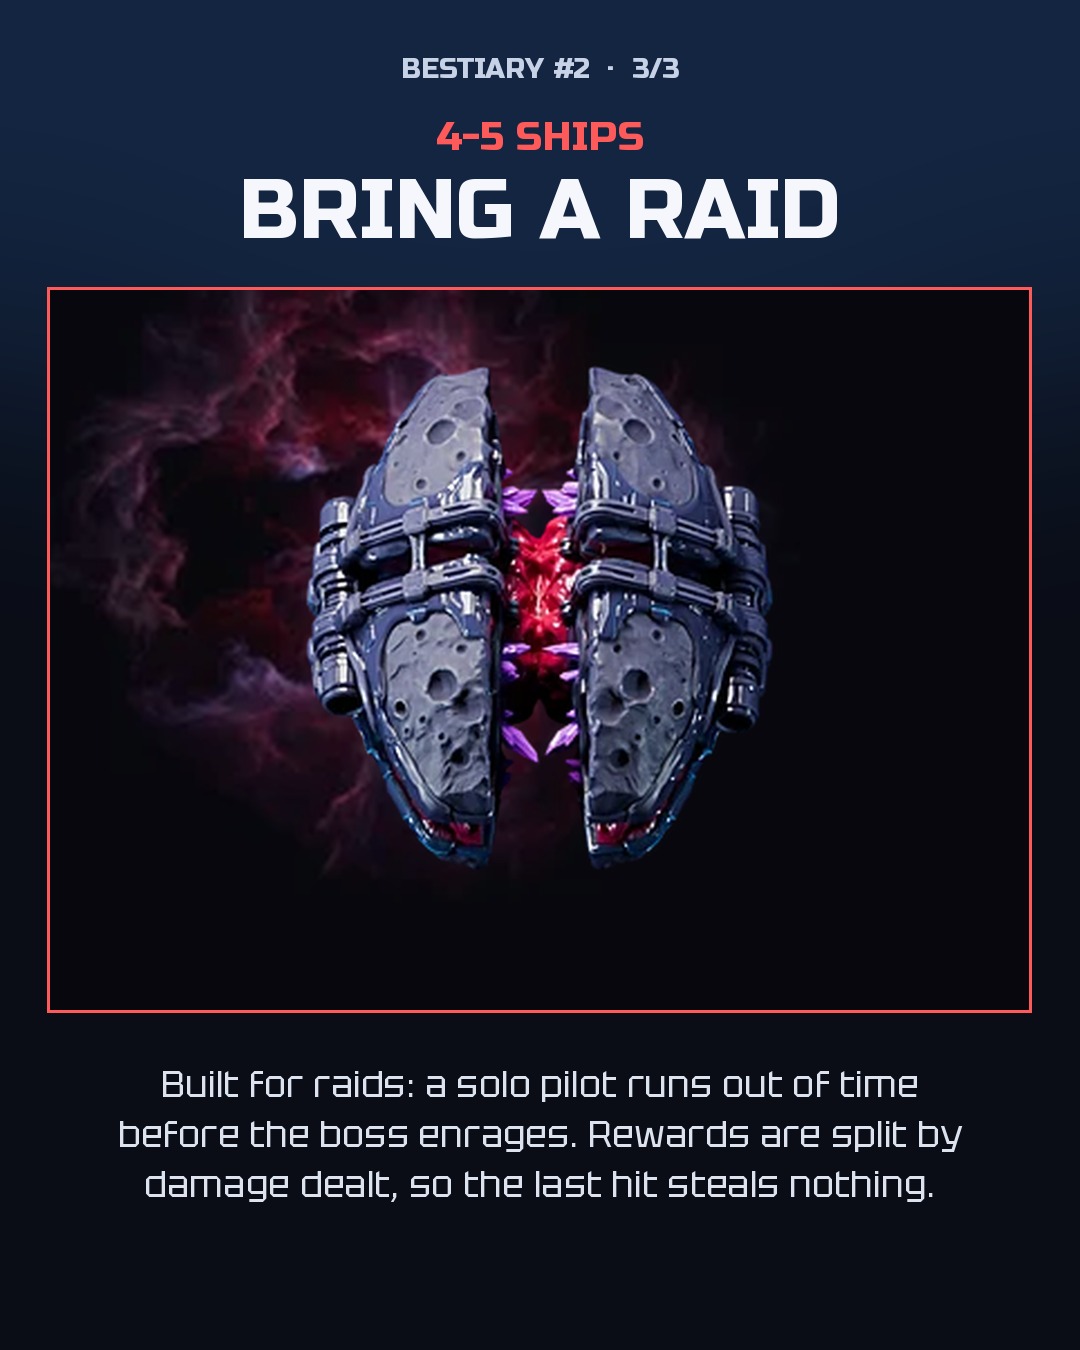 BESTIARY #2 · 3/3
4-5 SHIPS
BRING A RAID
Built for raids: a solo pilot runs out of time
before the boss enrages. Rewards are split by
damage dealt, so the last hit steals nothing.